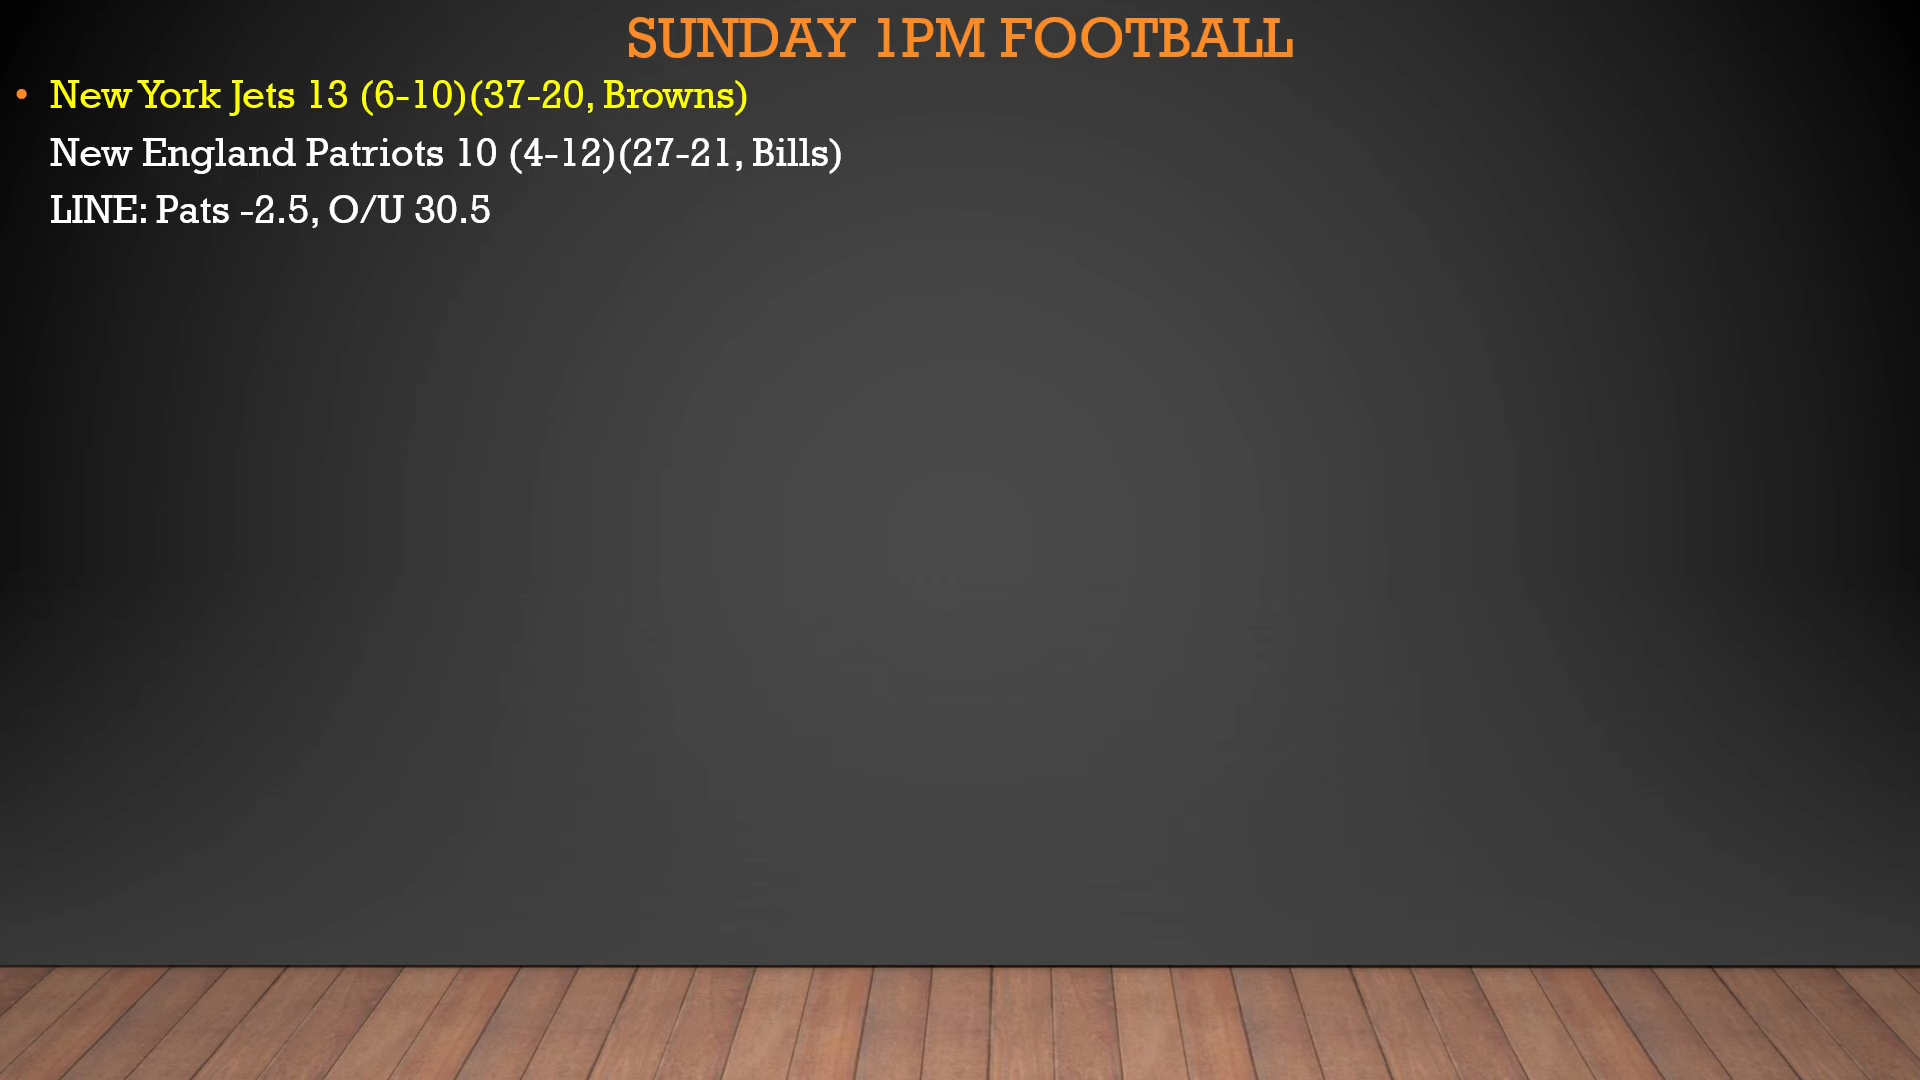 SUNDAY 1PM FOOTBALL
• New York Jets 13 (6-10)(37-20, Browns)
New England Patriots 10 (4-12)(27-21, Bills)
LINE: Pats -2.5, O/U 30.5